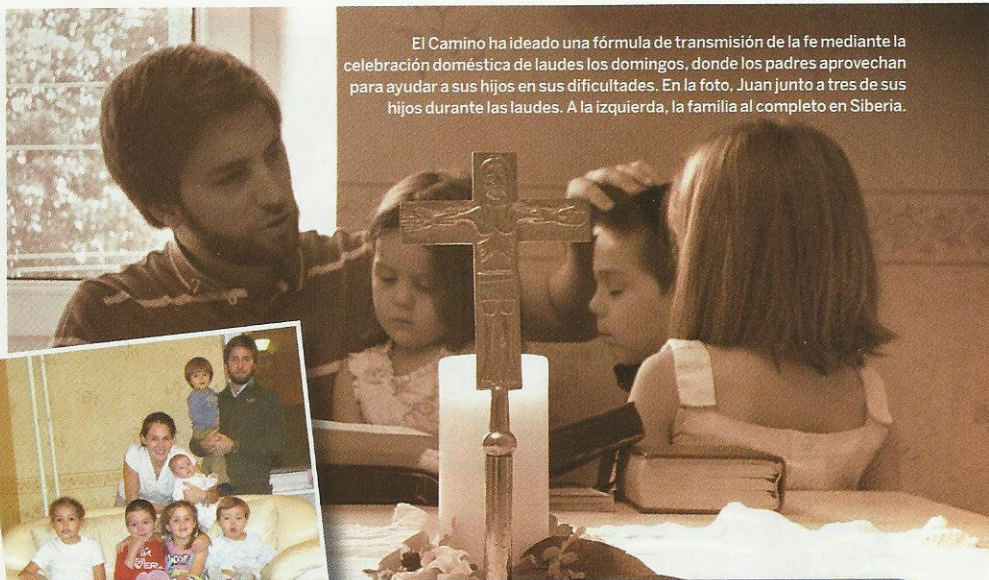 El Camino ha ideado una fórmula de transmisión de la fe mediante la
celebración doméstica de laudes los domingos, donde los padres aprovechan
para ayudar a sus hijos en sus dificultades. En la foto, Juan junto a tres de sus
hijos durante las laudes. A la izquierda, la familia al completo en Siberia.